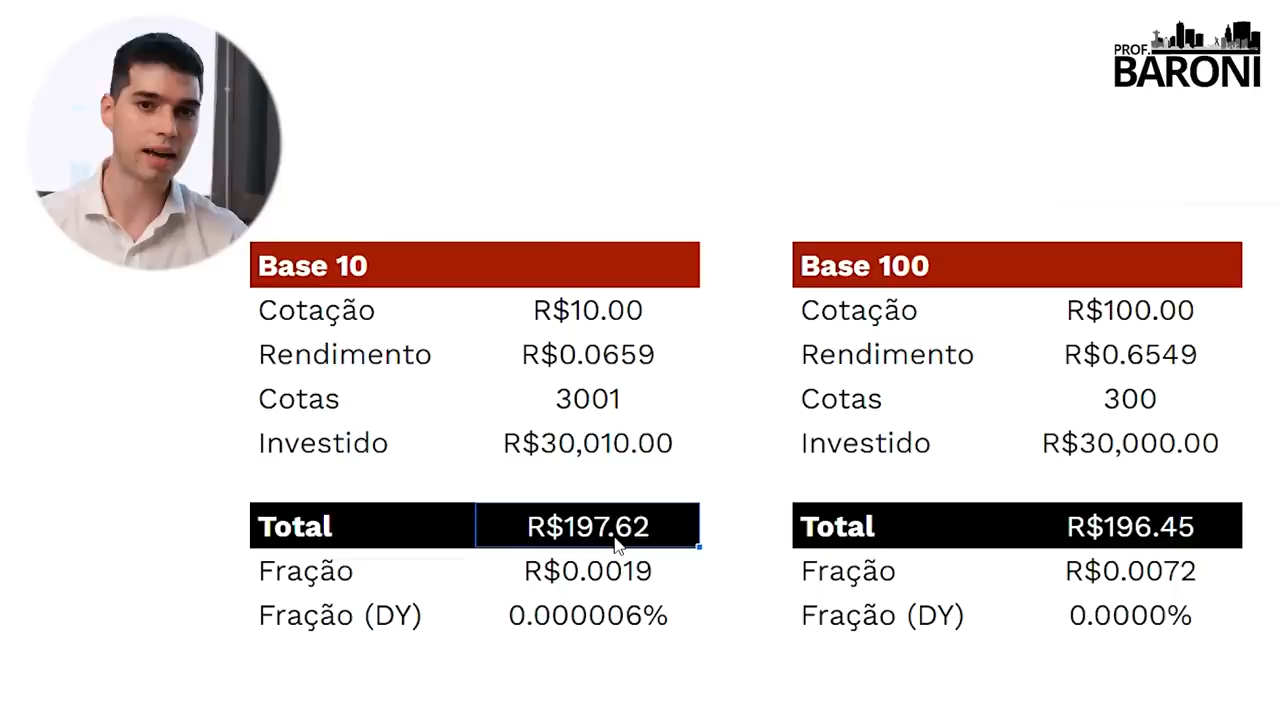 PROF.
BARONI
Base 10
Cotação R$10.00
Rendimento R$0.0659
Cotas 3001
Investido R$30,010.00
Total R$197.62
Fração R$0.0019
Fração (DY) 0.000006%
Base 100
Cotação R$100.00
Rendimento R$0.6549
Cotas 300
Investido R$30,000.00
Total R$196.45
Fração R$0.0072
Fração (DY) 0.0000%